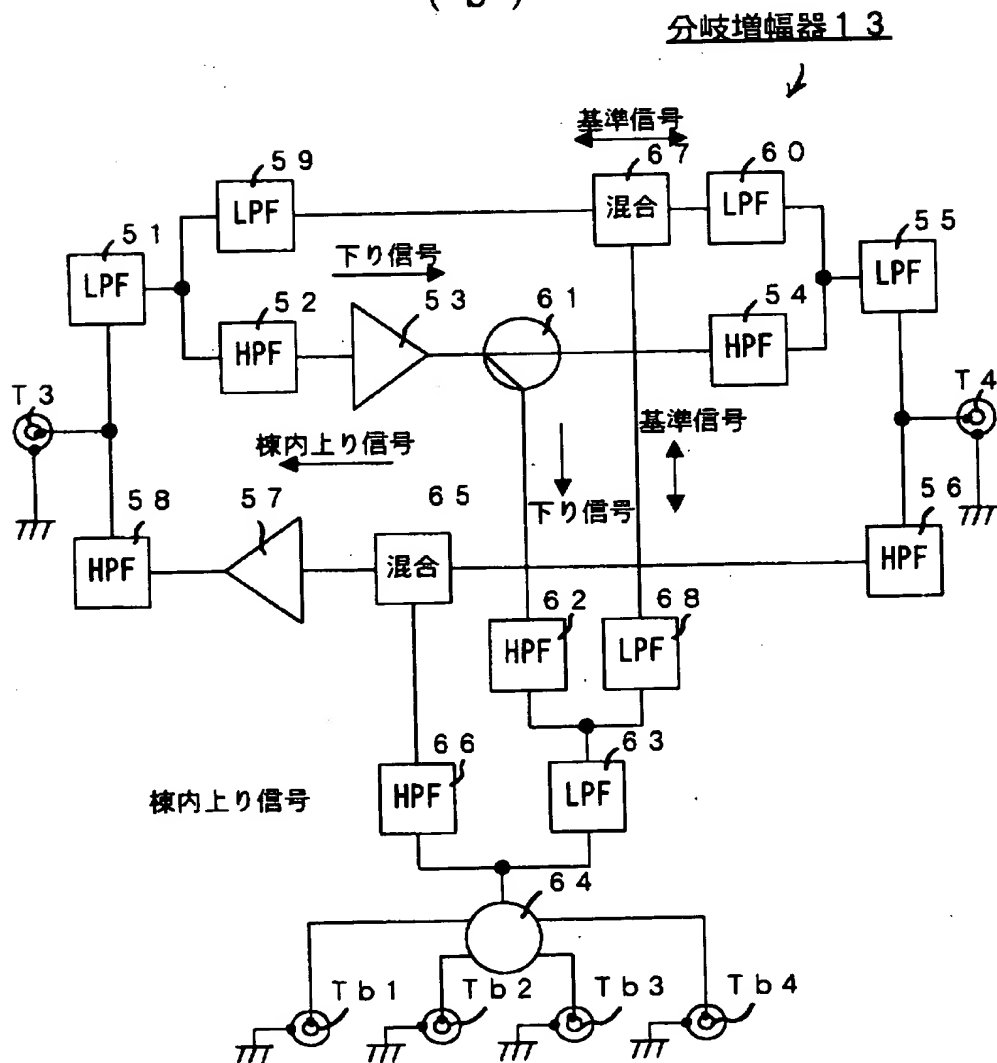 (b)
分岐増幅器13
基準信号
59
67
60
LPF
混合
LPF
51
55
LPF
下り信号
LPF
52
53
61
54
HPF
HPF
T3
T4
棟内上り信号
基準信号
58
57
65
下り信号
56
HPF
混合
HPF
62
68
HPF
LPF
66
63
棟内上り信号
HPF
LPF
64
Tb1
Tb2
Tb3
Tb4